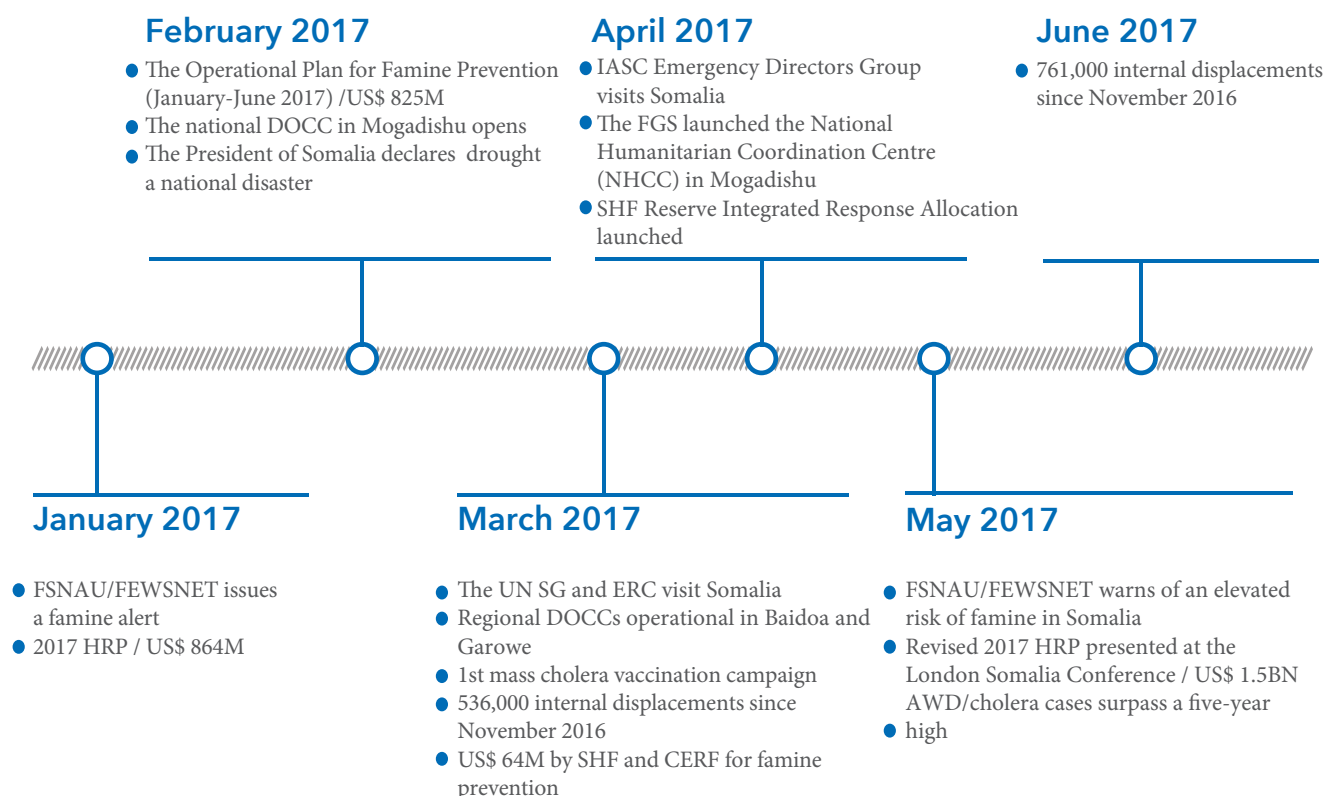 February 2017
The Operational Plan for Famine Prevention
(January-June 2017) /US$ 825M
The national DOCC in Mogadishu opens
The President of Somalia declares drought
a national disaster
April 2017
IASC Emergency Directors Group
visits Somalia
The FGS launched the National
Humanitarian Coordination Centre
(NHCC) in Mogadishu
SHF Reserve Integrated Response Allocation
launched
June 2017
761,000 internal displacements
since November 2016
January 2017
FSNAU/FEWSNET issues
a famine alert
2017 HRP / US$ 864M
March 2017
The UN SG and ERC visit Somalia
Regional DOCCs operational in Baidoa and
Garowe
1st mass cholera vaccination campaign
536,000 internal displacements since
November 2016
US$ 64M by SHF and CERF for famine
prevention
May 2017
FSNAU/FEWSNET warns of an elevated
risk of famine in Somalia
Revised 2017 HRP presented at the
London Somalia Conference / US$ 1.5BN
AWD/cholera cases surpass a five-year
high